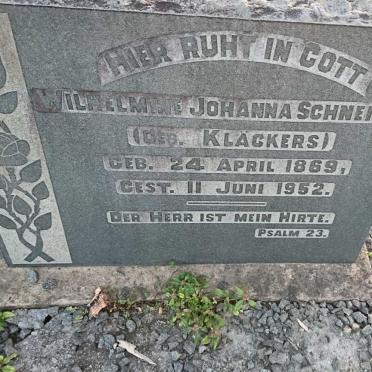 HIER RUHT IN GOTT
WILHELMINE JOHANNA
(GEB. KLACKERS)
GEB. 24 APRIL 1869,
GEST. 11 JUNI 1952.
DER HERR IST MEIN HIRTE.
PSALM 23.